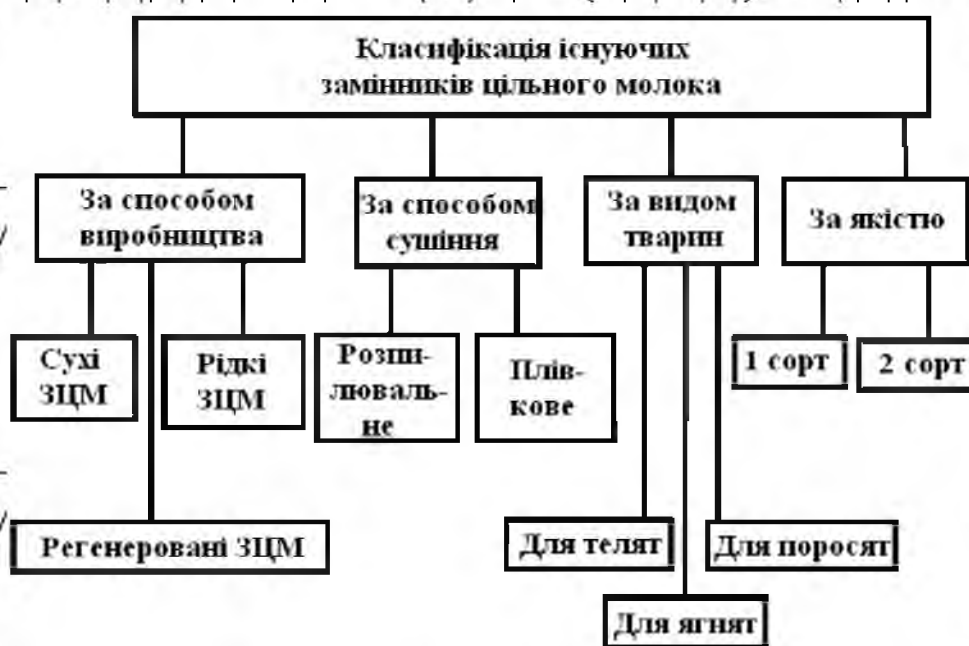 Класифікація існуючих
замінників цільного молока
За способом
виробництва
За способом
сушіння
За видом
тварин
За якістю
Сухі
ЗЦМ
Рідкі
ЗЦМ
Розпи-
люваль-
не
Плів-
кове
1 сорт
2 сорт
Регенеровані ЗЦМ
Для телят
Для поросят
Для ягнят